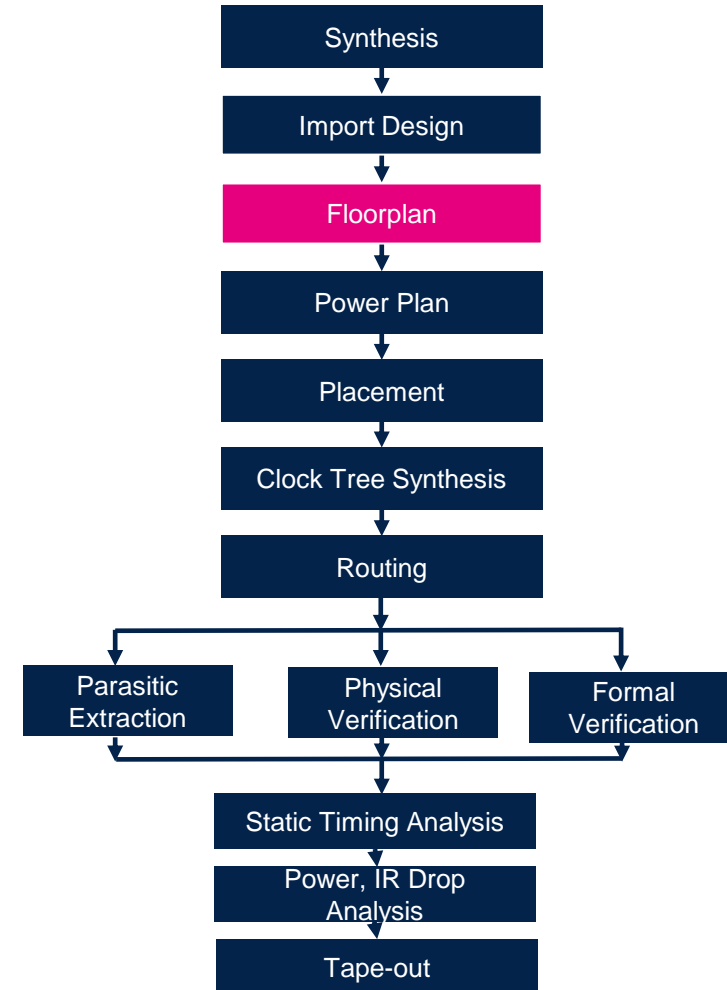 Synthesis
Import Design
Floorplan
Power Plan
Placement
Clock Tree Synthesis
Routing
Parasitic
Extraction
Physical
Verification
Formal
Verification
Static Timing Analysis
Power, IR Drop
Analysis
Tape-out